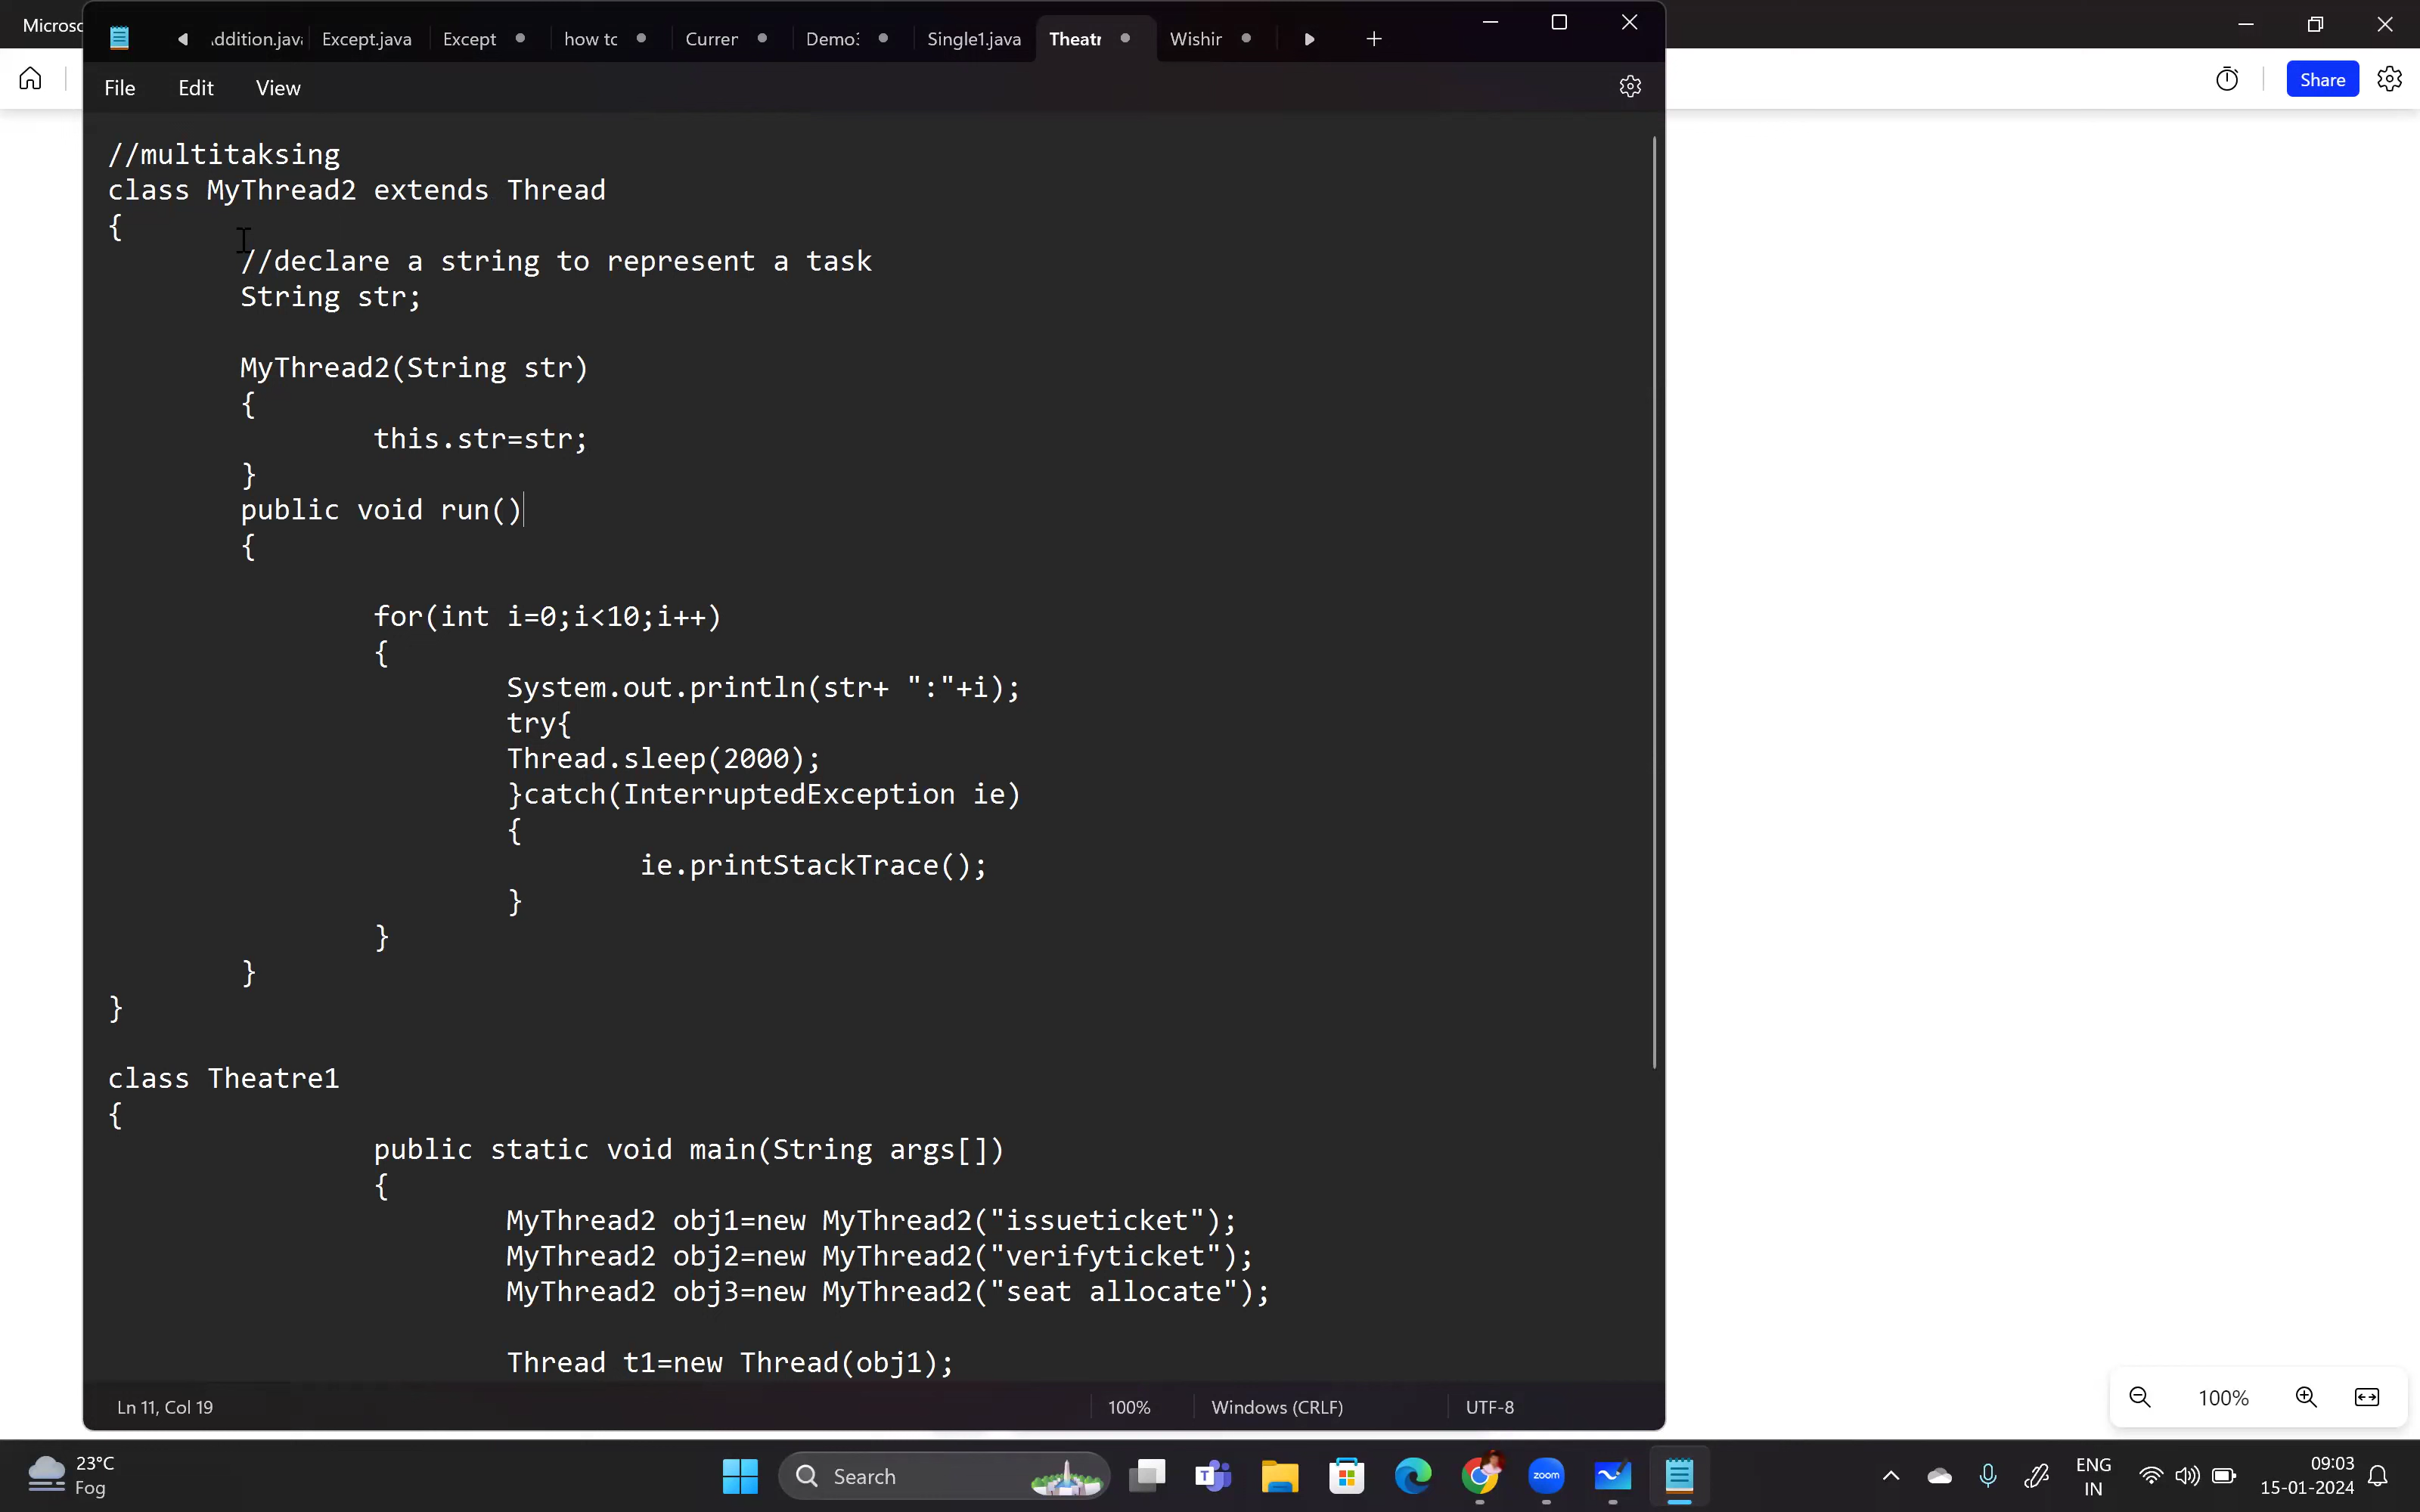 Microso
ddition.java
Except.java
Except
how to
Curren
Demo3
Single1.java
Theatr
Wishin
File
Edit
View
Share
//multitaksing
class MyThread2 extends Thread
{
//declare a string to represent a task
String str;
MyThread2(String str)
{
this.str=str;
}
public void run()
{
for(int i=0;i<10;i++)
{
System.out.println(str+ ":"+i);
try{
Thread.sleep(2000);
}catch(InterruptedException ie)
{
ie.printStackTrace();
}
}
}
}
class Theatre1
{
public static void main(String args[])
{
MyThread2 obj1=new MyThread2("issueticket");
MyThread2 obj2=new MyThread2("verifyticket");
MyThread2 obj3=new MyThread2("seat allocate");
Thread t1=new Thread(obj1);
Ln 11, Col 19
100%
Windows (CRLF)
UTF-8
100%
23°C
Fog
Search
zoom
ENG
IN
09:03
15-01-2024